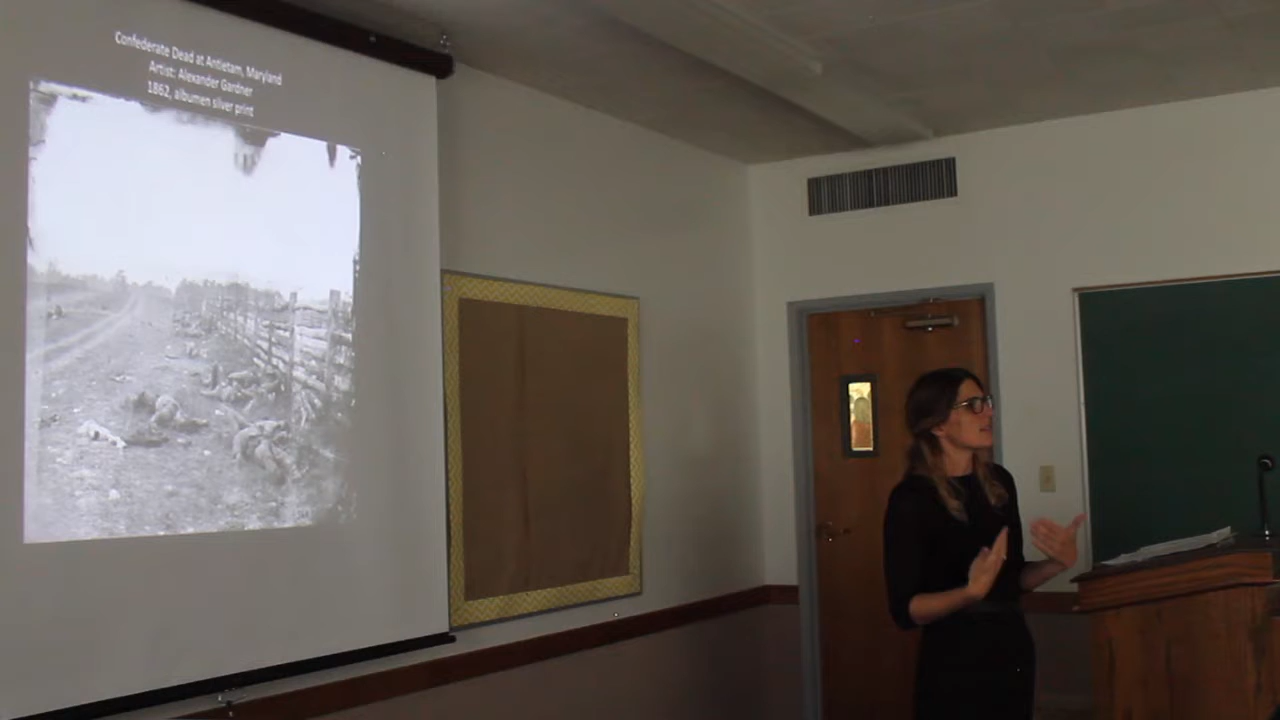 Confederate Dead at Antietam, Maryland
Artist: Alexander Gardner
1862, albumen silver print